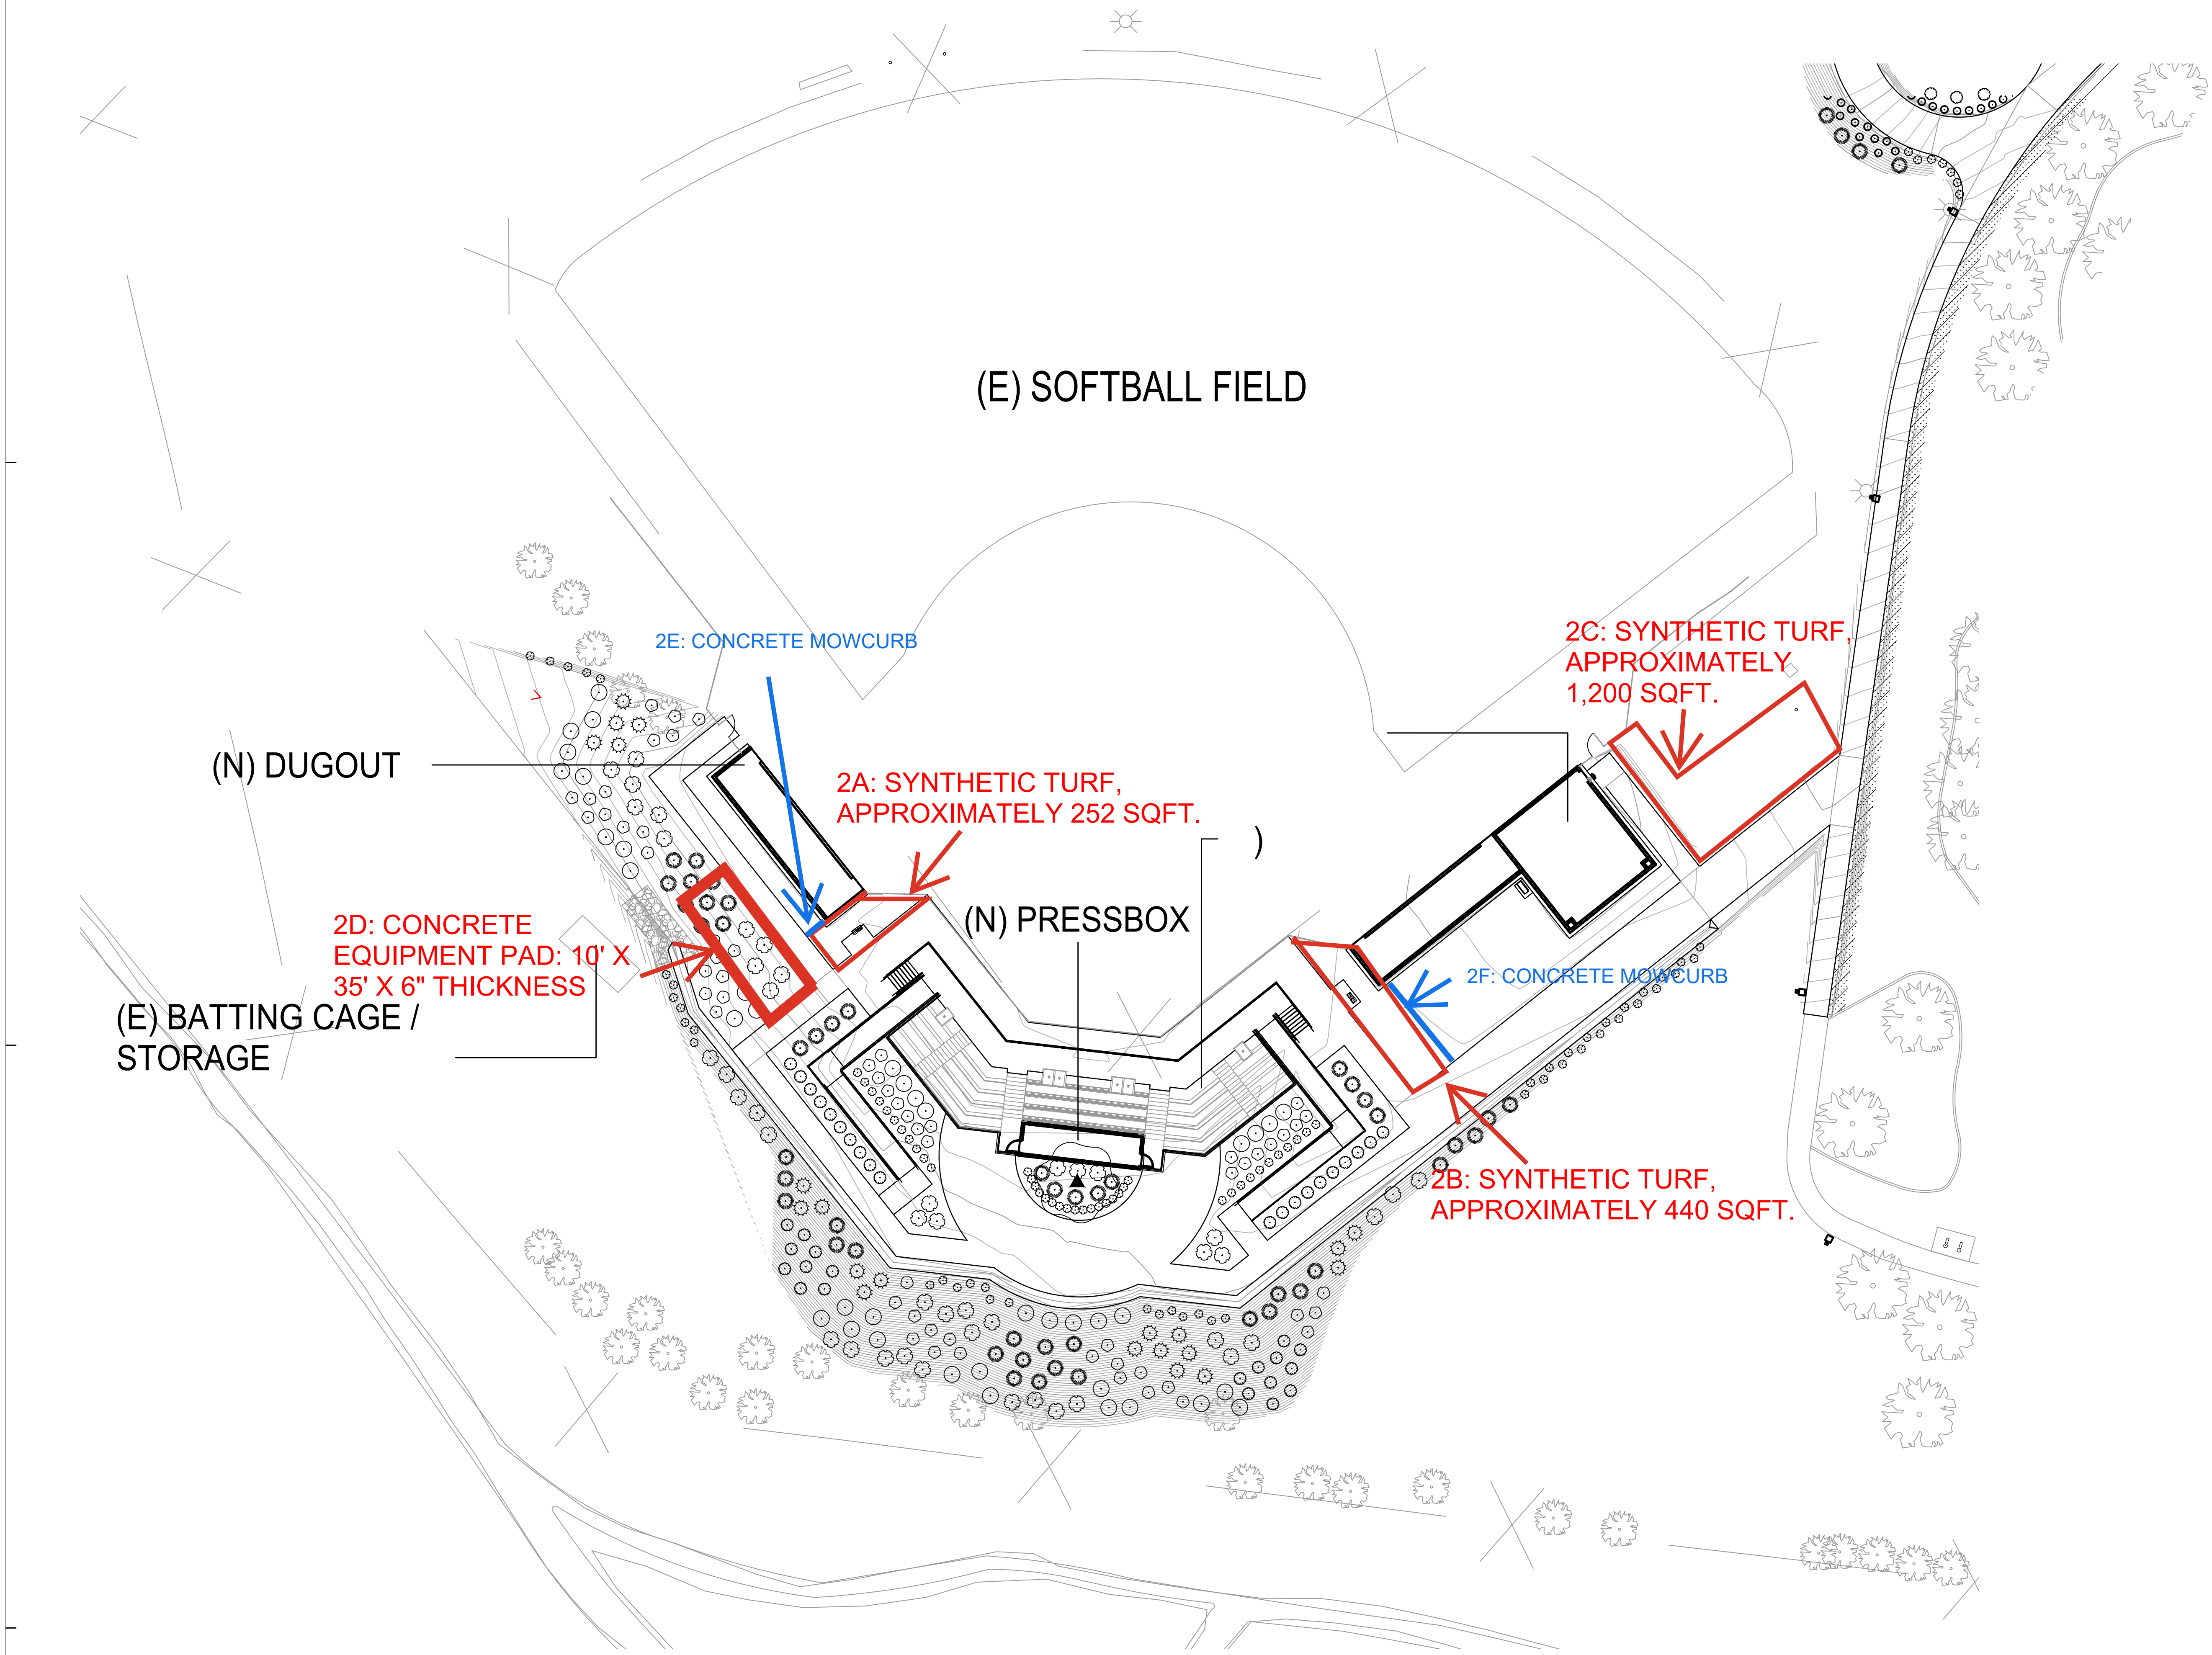 (E) SOFTBALL FIELD
2E: CONCRETE MOWCURB
2C: SYNTHETIC TURF,
APPROXIMATELY
1,200 SQFT.
(N) DUGOUT
2A: SYNTHETIC TURF,
APPROXIMATELY 252 SQFT.
)
(N) PRESSBOX
2D: CONCRETE
EQUIPMENT PAD: 10' X
35' X 6" THICKNESS
2F: CONCRETE MOWCURB
(E) BATTING CAGE /
STORAGE
2B: SYNTHETIC TURF,
APPROXIMATELY 440 SQFT.